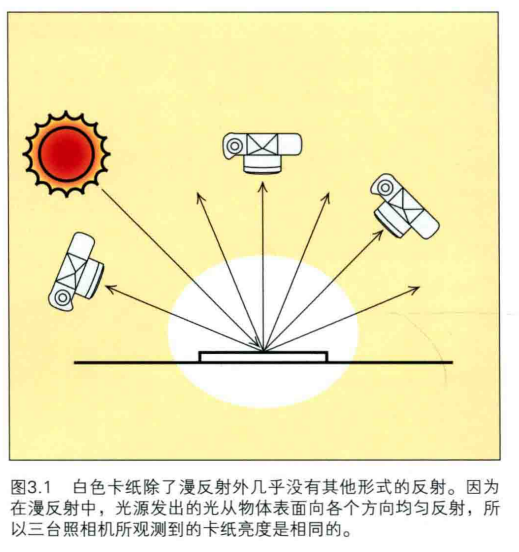 图3.1 白色卡纸除了漫反射外几乎没有其他形式的反射。因为
在漫反射中，光源发出的光从物体表面向各个方向均匀反射，所
以三台照相机所观测到的卡纸亮度是相同的。